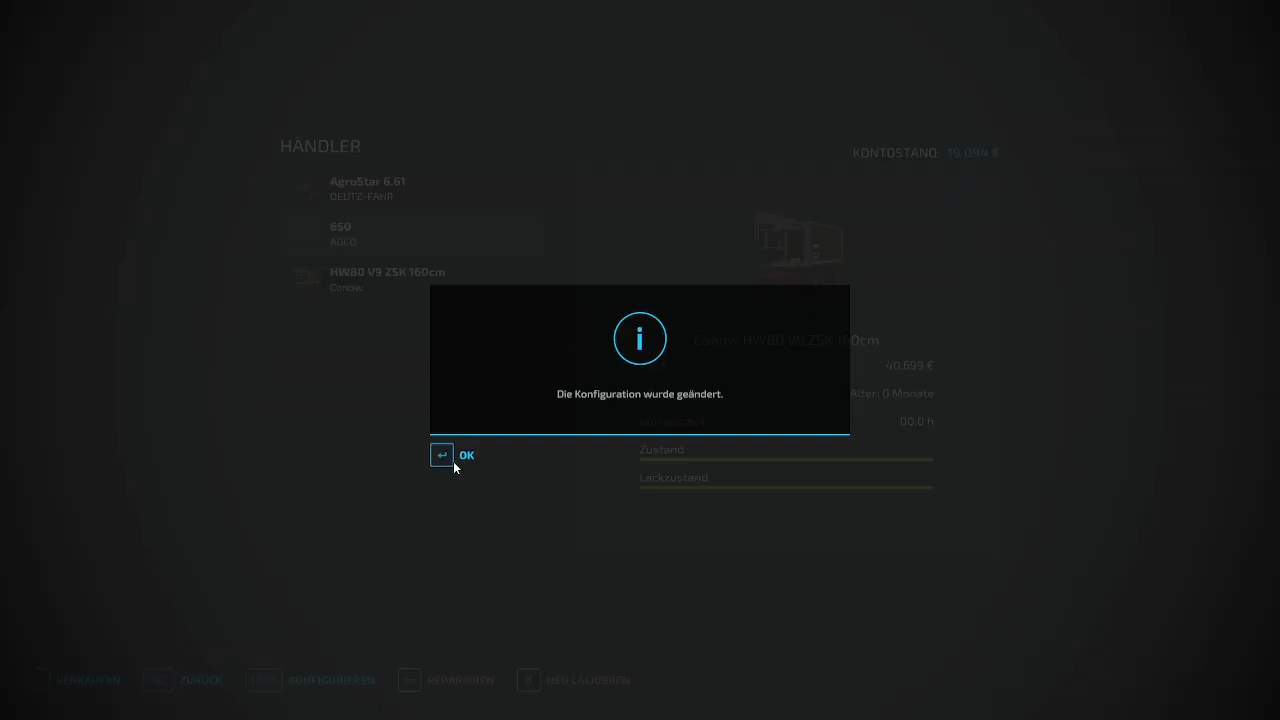 HÄNDLER
KONTOSTAND: 19.094 €
AgroStar 6.61
DEUTZ-FAHR
650
AGCO
HW80 V9 ZSK 160cm
Conow
Conow HW80 V9 ZSK 160cm
40.699 €
Die Konfiguration wurde geändert.
Alter: 0 Monate
00.0 h
Zustand
OK
Lackzustand
VERKAUFEN
ZURÜCK
KONFIGURIEREN
REPARIEREN
NEU LACKIEREN